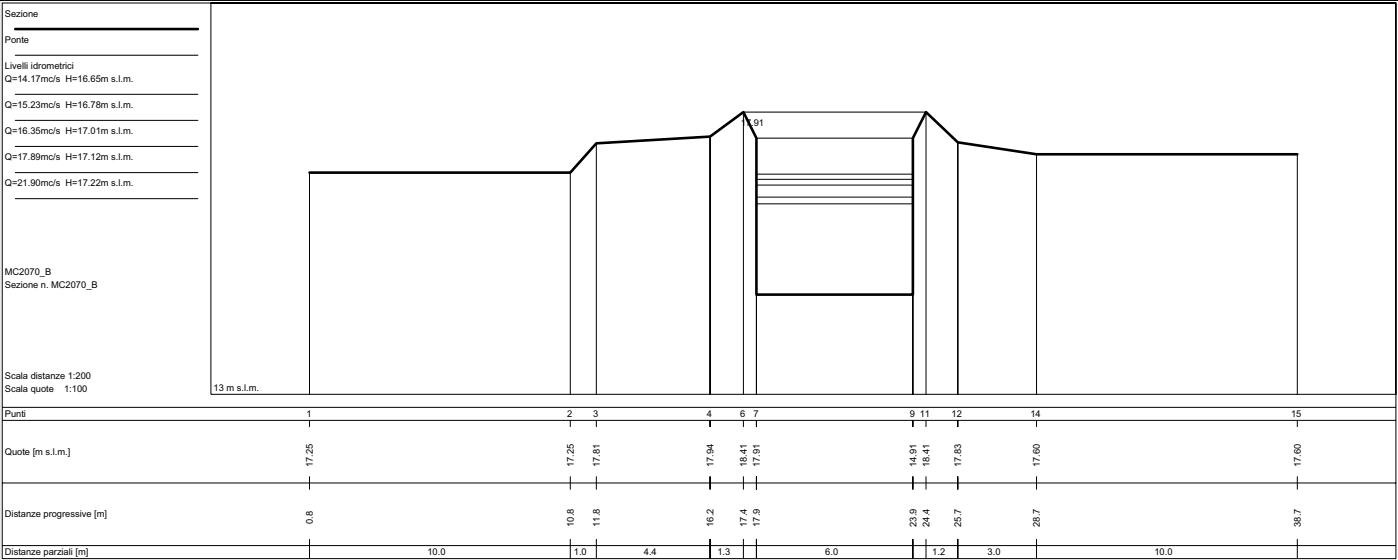 Sezione
Ponte
Livelli idrometrici
Q=14.17mc/s H=16.65m s.l.m.
Q=15.23mc/s H=16.78m s.l.m.
Q=16.35mc/s H=17.01m s.l.m.
Q=17.89mc/s H=17.12m s.l.m.
Q=21.90mc/s H=17.22m s.l.m.
MC2070_B
Sezione n. MC2070_B
Scala distanze 1:200
Scala quote 1:100
17.91
13 m s.l.m.
Punti 1 2 3 4 6 7 9 11 12 14 15
Quote [m s.l.m.] 17.25 17.25 17.81 17.94 18.41 17.91 14.91 18.41 17.83 17.60 17.60
Distanze progressive [m] 0.8 10.8 11.8 16.2 17.4 17.9 23.9 24.4 25.7 28.7 38.7
Distanze parziali [m] 10.0 1.0 4.4 1.3 6.0 1.2 3.0 10.0